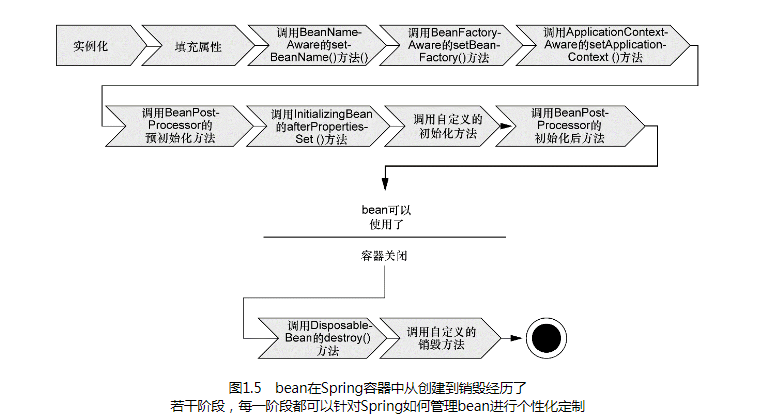 实例化
填充属性
调用BeanName-
Aware的set-
BeanName()方法()
调用BeanFactory-
Aware的setBean-
Factory()方法
调用ApplicationContext-
Aware的setApplication-
Context ()方法
调用BeanPost-
Processor的
预初始化方法
调用InitializingBean
的afterProperties-
Set ()方法
调用自定义的
初始化方法
调用BeanPost-
Processor的
初始化后方法
bean可以
使用了
容器关闭
调用Disposable-
Bean的destroy()
方法
调用自定义的
销毁方法
图1.5 bean在Spring容器中从创建到销毁经历了
若干阶段，每一阶段都可以针对Spring如何管理bean进行个性化定制